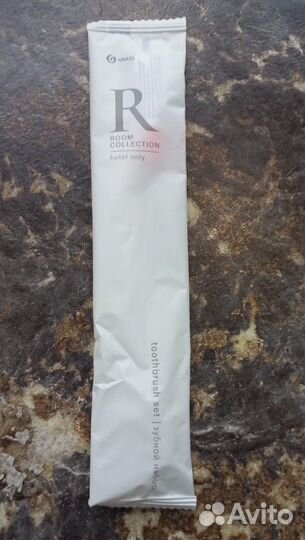 GRASS
R
ROOM
COLLECTION
hotel only
toothbrush set | зубной набор
Avito